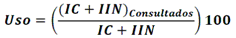 Uso = ( (IC + IIN)Consultados / IC + IIN ) 100